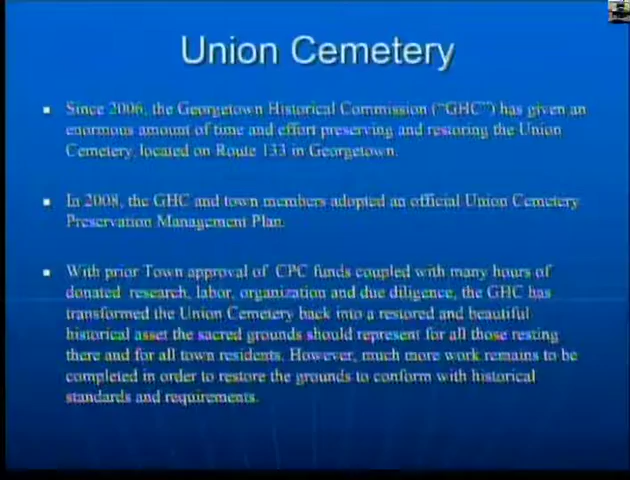 Union Cemetery
Since 2006, the Georgetown Historical Commission ("GHC") has given an
enormous amount of time and effort preserving and restoring the Union
Cemetery, located on Route 133 in Georgetown.
In 2008, the GHC and town members adopted an official Union Cemetery
Preservation Management Plan.
With prior Town approval of CPC funds coupled with many hours of
donated research, labor, organization and due diligence, the GHC has
transformed the Union Cemetery back into a restored and beautiful
historical asset the sacred grounds should represent for all those resting
there and for all town residents. However, much more work remains to be
completed in order to restore the grounds to conform with historical
standards and requirements.